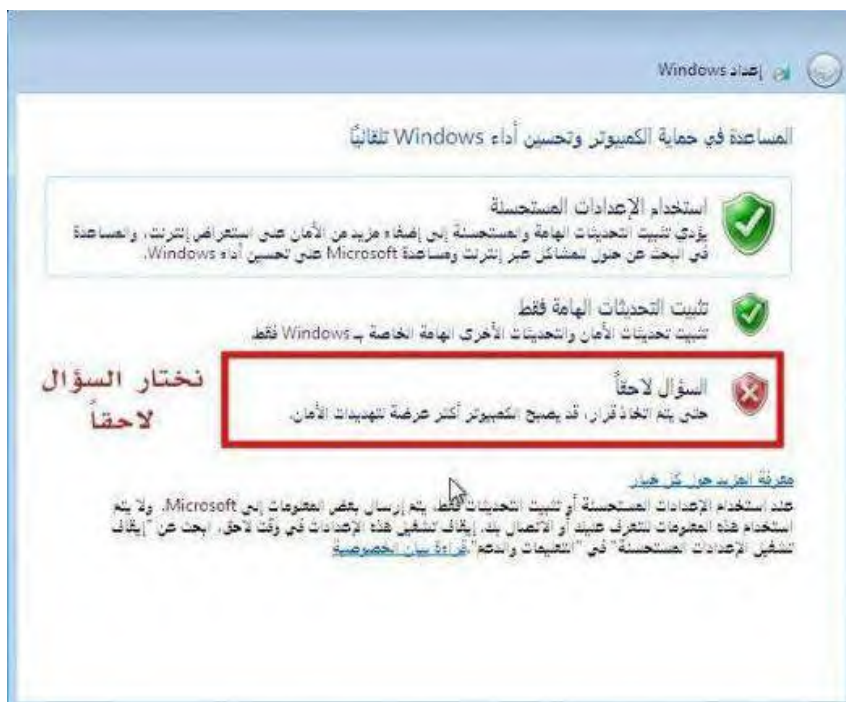 إعداد Windows
المساعدة في حماية الكمبيوتر وتحسين أداء Windows تلقائيًا
استخدام الإعدادات المستحسنة
يؤدي تثبيت التحديثات الهامة والمستحسنة إلى إضفاء مزيد من الأمان على استعراض إنترنت، والمساعدة
في البحث عن حلول للمشاكل عبر إنترنت ومساعدة Microsoft على تحسين أداء Windows.
تثبيت التحديثات الهامة فقط
تثبيت تحديثات الأمان والتحديثات الأخرى الهامة الخاصة بـ Windows فقط
السؤال لاحقاً
حتى يتم اتخاذ قرار، قد يصبح الكمبيوتر أكثر عرضة لتهديدات الأمان.
نختار السؤال
لاحقاً
معرفة المزيد حول كل خيار
عند استخدام الإعدادات المستحسنة أو تثبيت التحديثات فقط، يتم إرسال بعض المعلومات إلى Microsoft. ولا يتم
استخدام هذه المعلومات للتعرف عليك أو الاتصال بك. إيقاف تشغيل هذه الإعدادات في وقت لاحق، ابحث عن "إيقاف
تشغيل الإعدادات المستحسنة" في "التعليمات والدعم". قراءة بيان الخصوصية